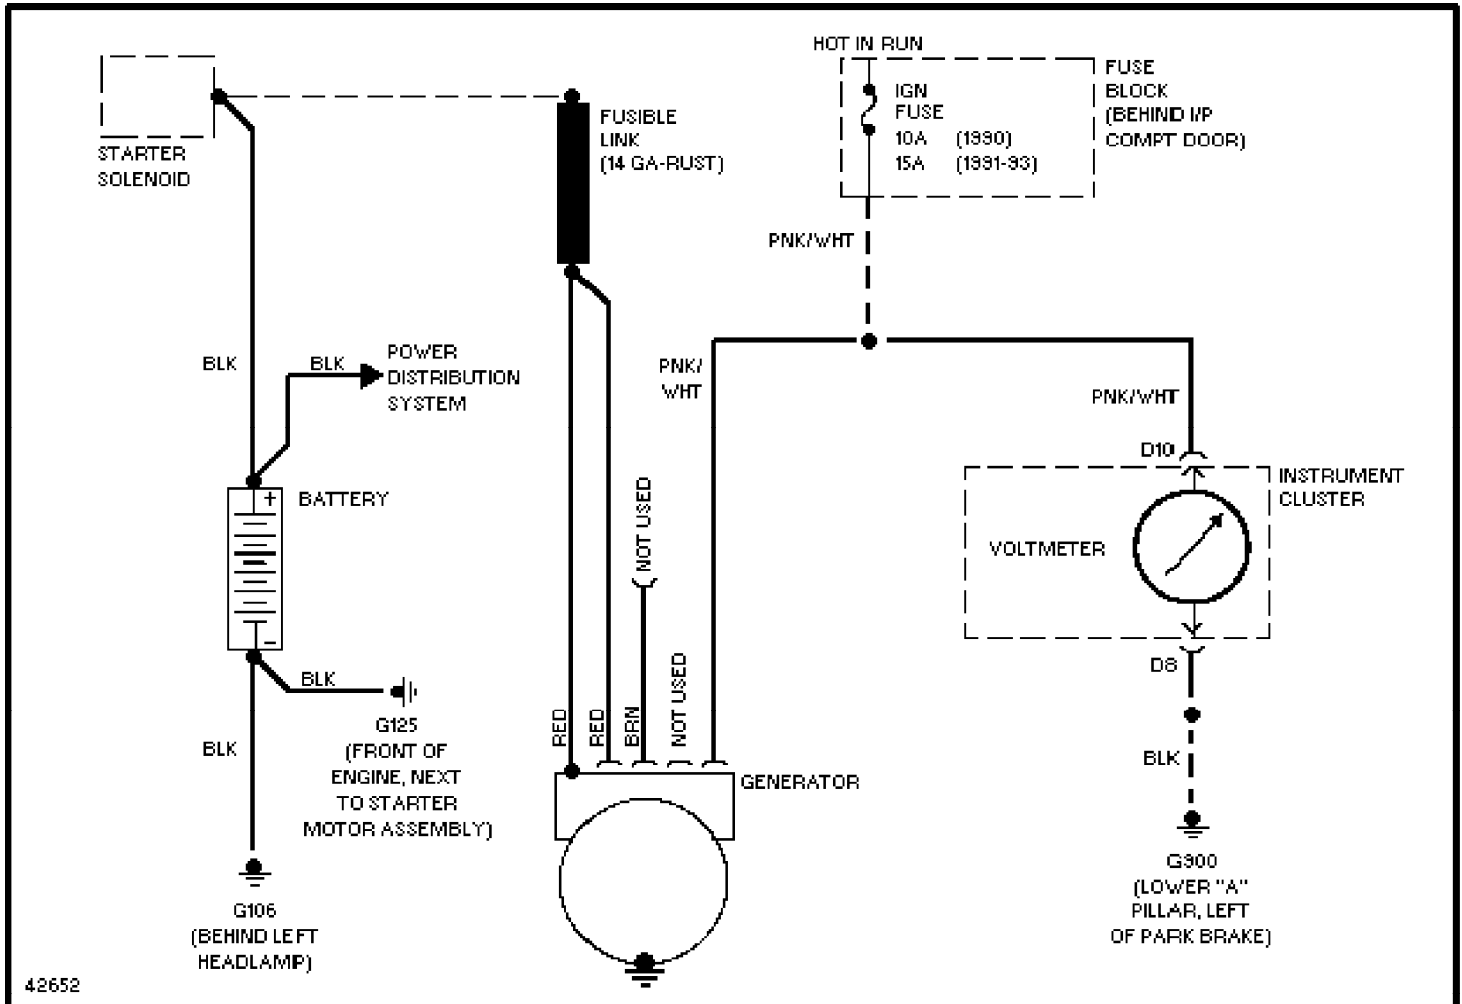 HOT IN RUN
STARTER
SOLENOID
FUSIBLE
LINK
(14 GA-RUST)
IGN
FUSE
10A (1990)
15A (1991-93)
FUSE
BLOCK
(BEHIND I/P
COMPT DOOR)
PNK/WHT
BLK
BLK
POWER
DISTRIBUTION
SYSTEM
PNK/
WHT
PNK/WHT
D10
+
BATTERY
-
NOT USED
INSTRUMENT
CLUSTER
VOLTMETER
D8
BLK
G125
(FRONT OF
ENGINE, NEXT
TO STARTER
MOTOR ASSEMBLY)
BLK
RED
RED
BRN
NOT USED
GENERATOR
BLK
G106
(BEHIND LEFT
HEADLAMP)
G900
(LOWER "A"
PILLAR, LEFT
OF PARK BRAKE)
42652